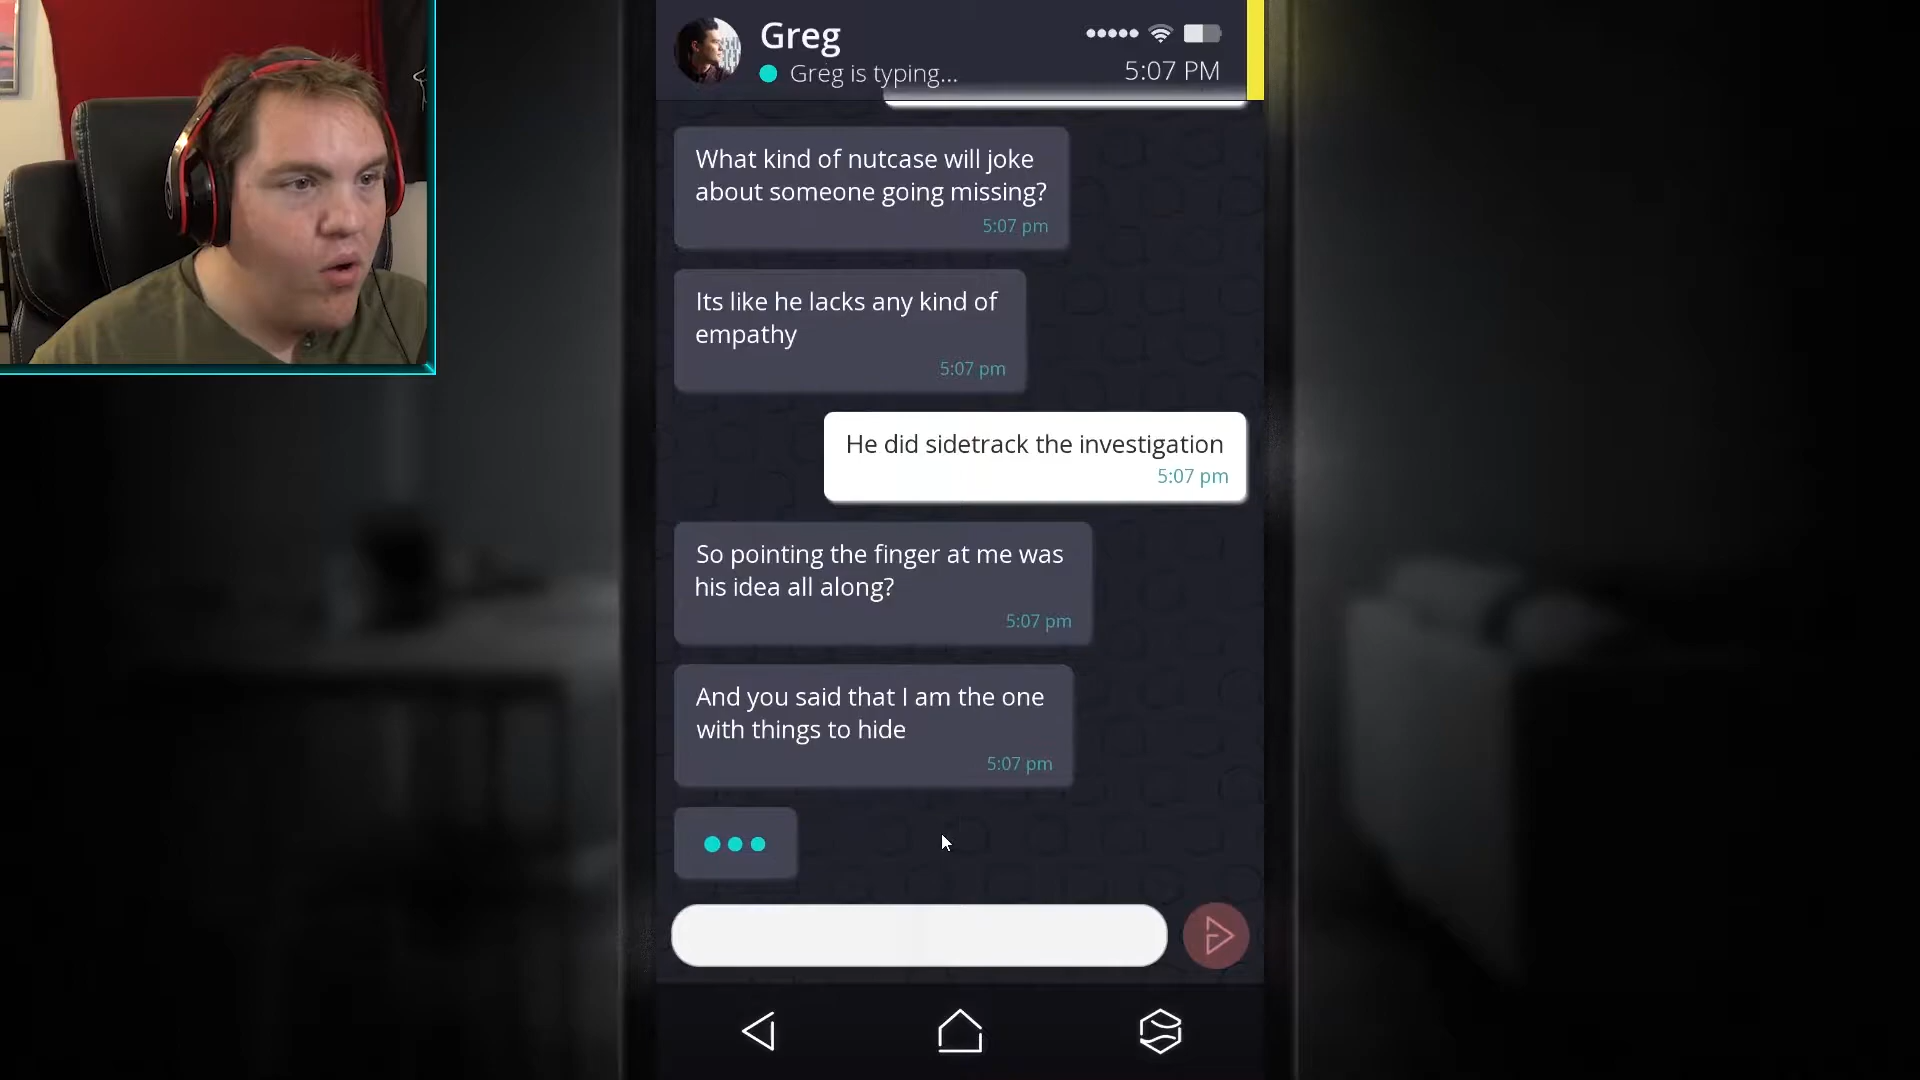 Greg
Greg is typing...
5:07 PM
What kind of nutcase will joke
about someone going missing?
5:07 pm
Its like he lacks any kind of
empathy
5:07 pm
He did sidetrack the investigation
5:07 pm
So pointing the finger at me was
his idea all along?
5:07 pm
And you said that I am the one
with things to hide
5:07 pm